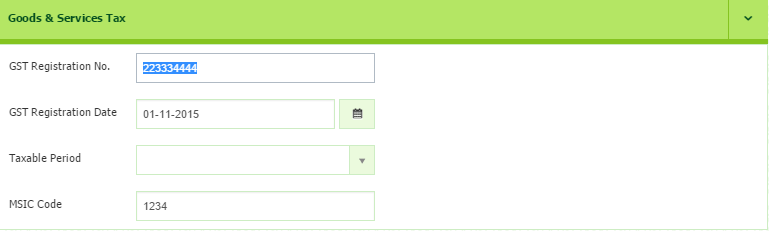 Goods & Services Tax
GST Registration No. 223334444
GST Registration Date 01-11-2015
Taxable Period
MSIC Code 1234